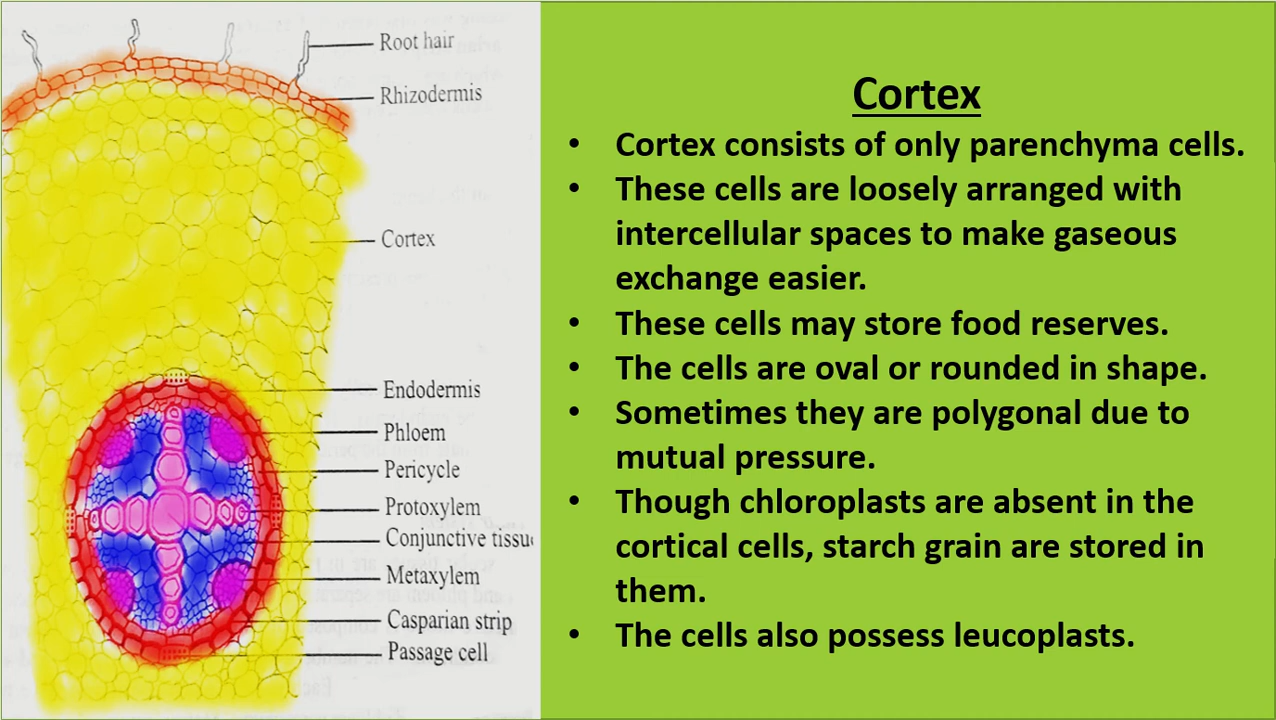 Root hair
Rhizodermis
Cortex
Endodermis
Phloem
Pericycle
Protoxylem
Conjunctive
Metaxylem
Casparian strip
Passage cell
Cortex
• Cortex consists of only parenchyma cells.
• These cells are loosely arranged with
intercellular spaces to make gaseous
exchange easier.
• These cells may store food reserves.
• The cells are oval or rounded in shape.
• Sometimes they are polygonal due to
mutual pressure.
• Though chloroplasts are absent in the
cortical cells, starch grain are stored in
them.
• The cells also possess leucoplasts.